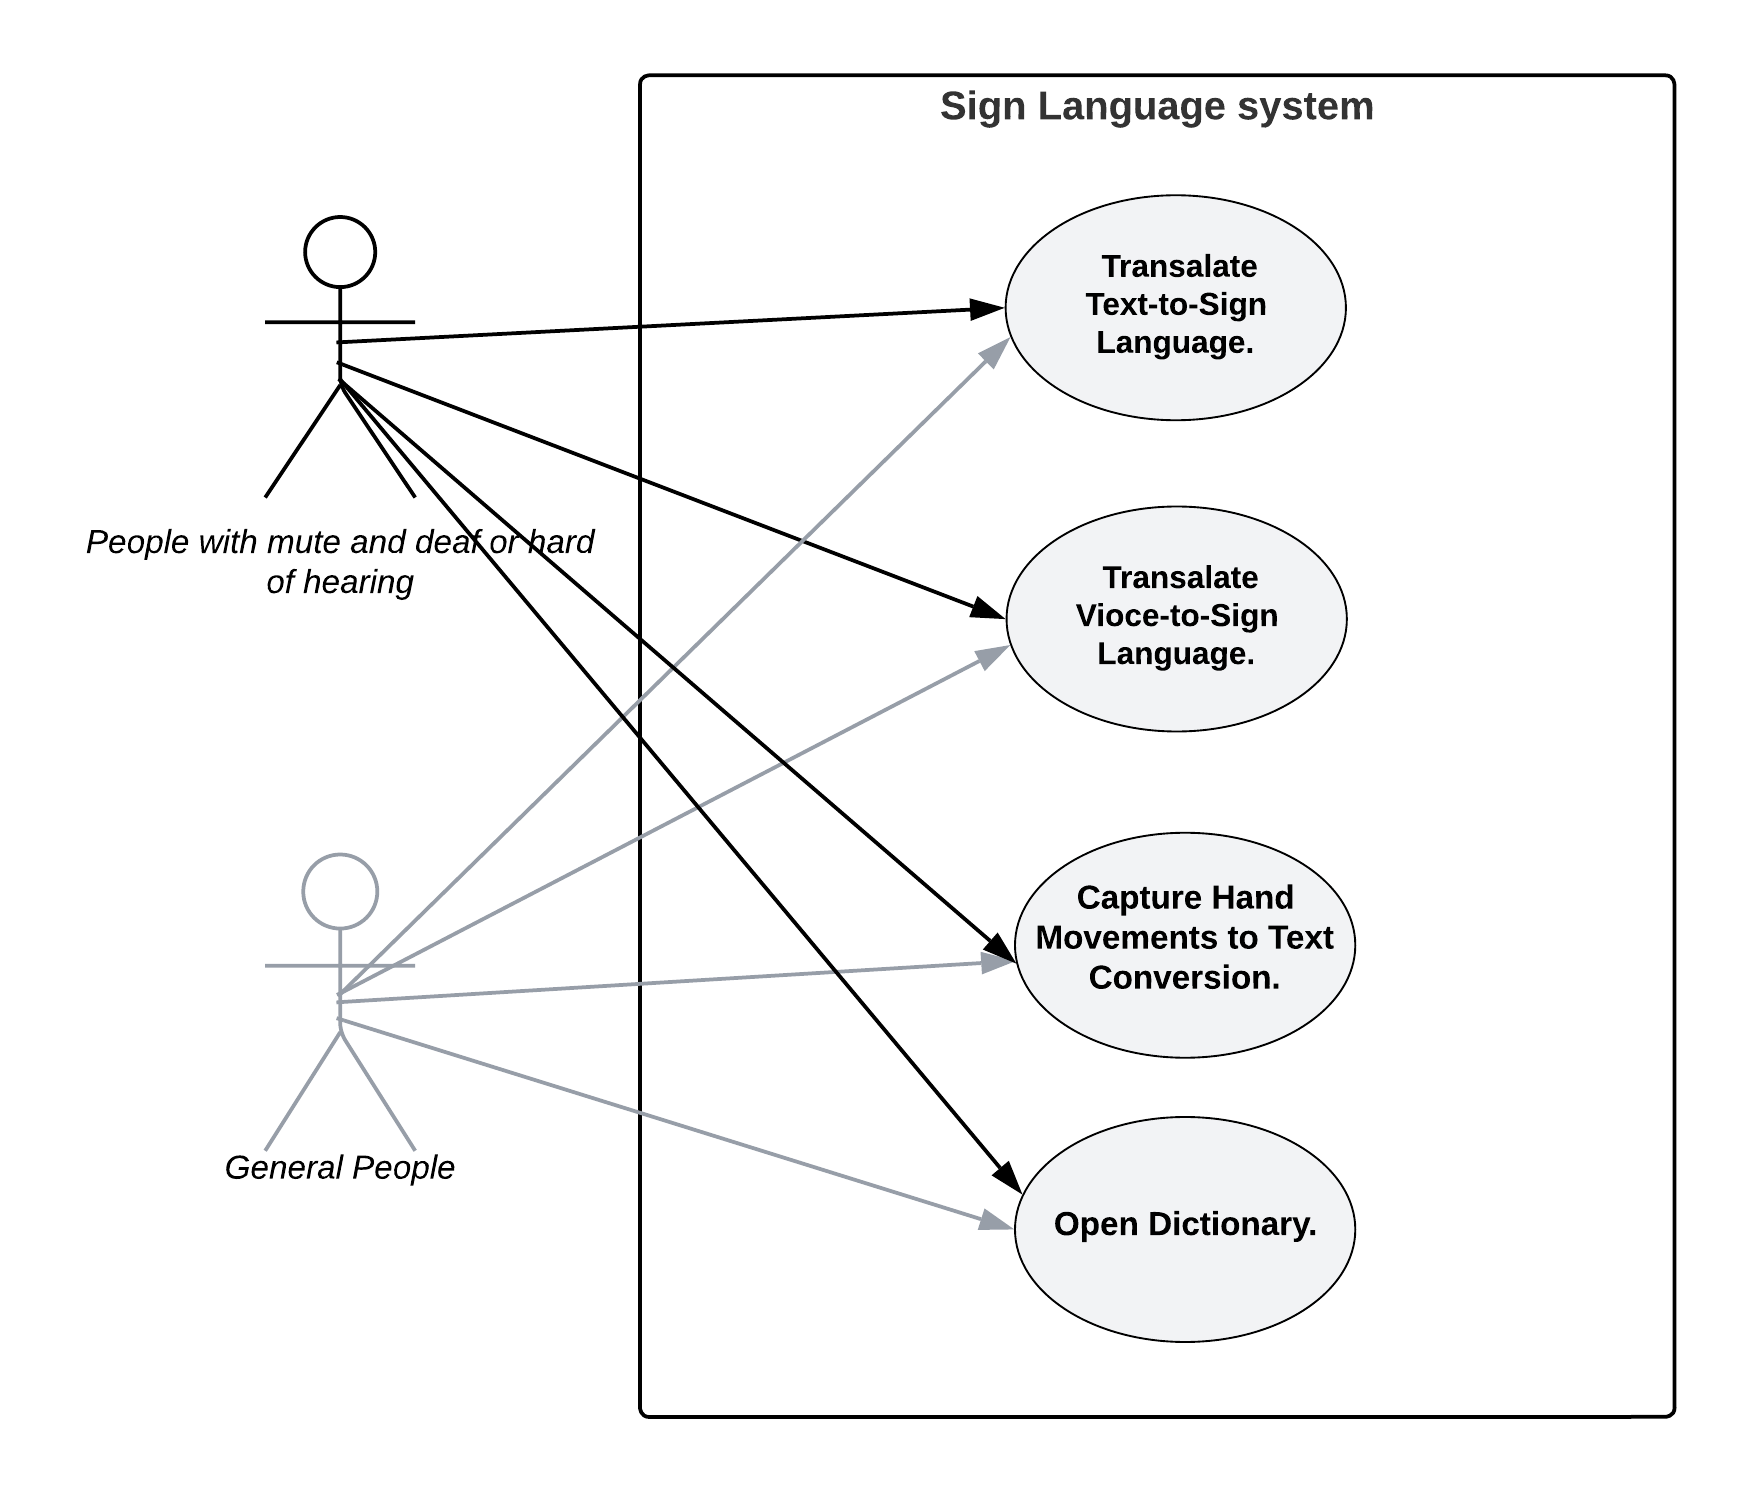 Sign Language system
Transalate
Text-to-Sign
Language.
People with mute and deaf or hard
of hearing
Transalate
Vioce-to-Sign
Language.
Capture Hand
Movements to Text
Conversion.
General People
Open Dictionary.